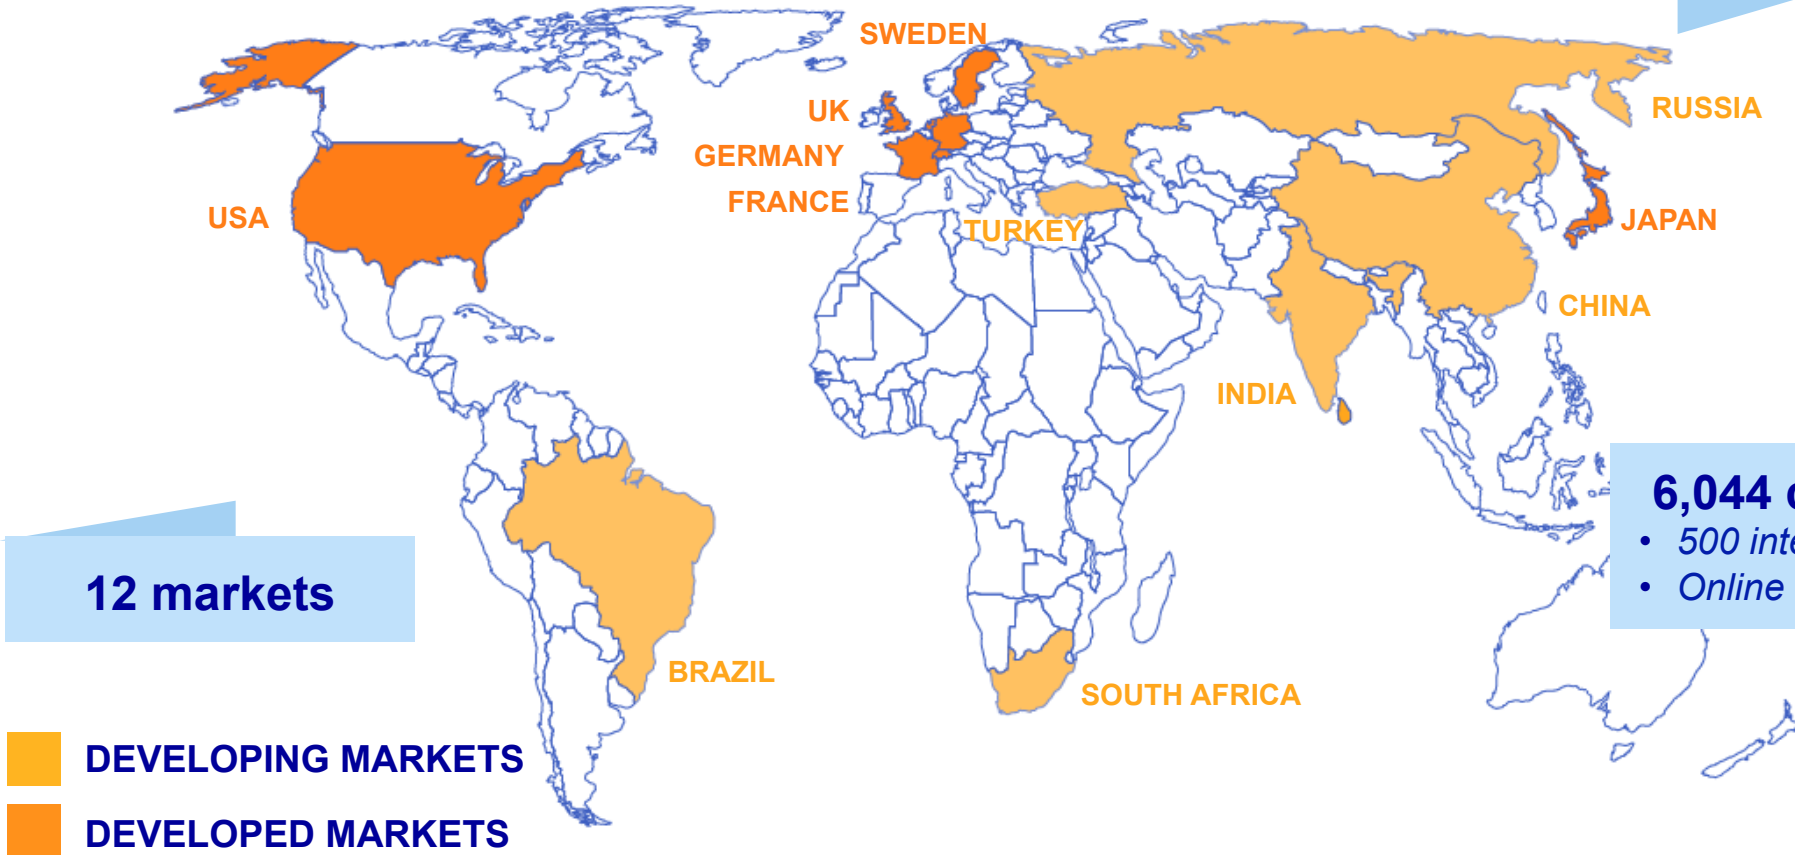 SWEDEN
UK
GERMANY
FRANCE
USA
TURKEY
RUSSIA
JAPAN
CHINA
INDIA
6,044
• 500
• Online
12 markets
BRAZIL
SOUTH AFRICA
DEVELOPING MARKETS
DEVELOPED MARKETS